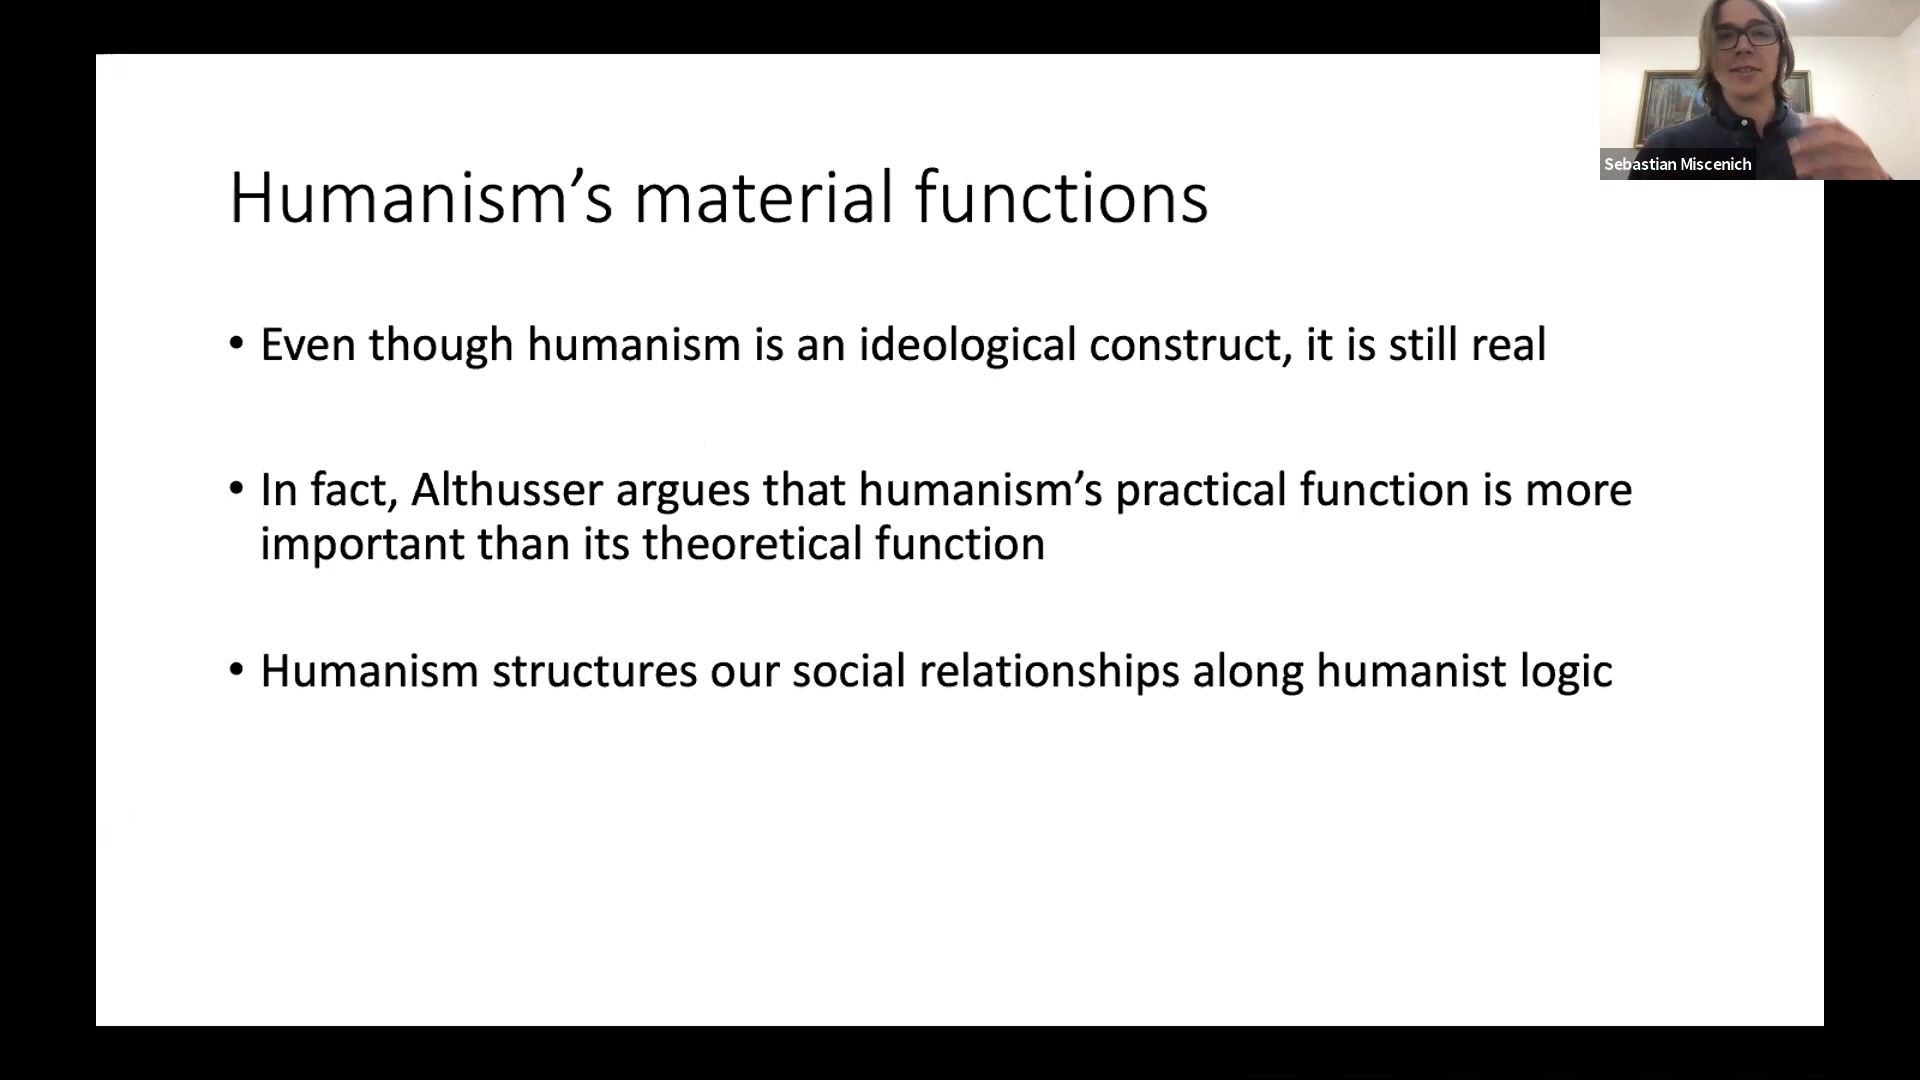 Sebastian Miscenich
Humanism’s material functions
• Even though humanism is an ideological construct, it is still real
• In fact, Althusser argues that humanism’s practical function is more
important than its theoretical function
• Humanism structures our social relationships along humanist logic